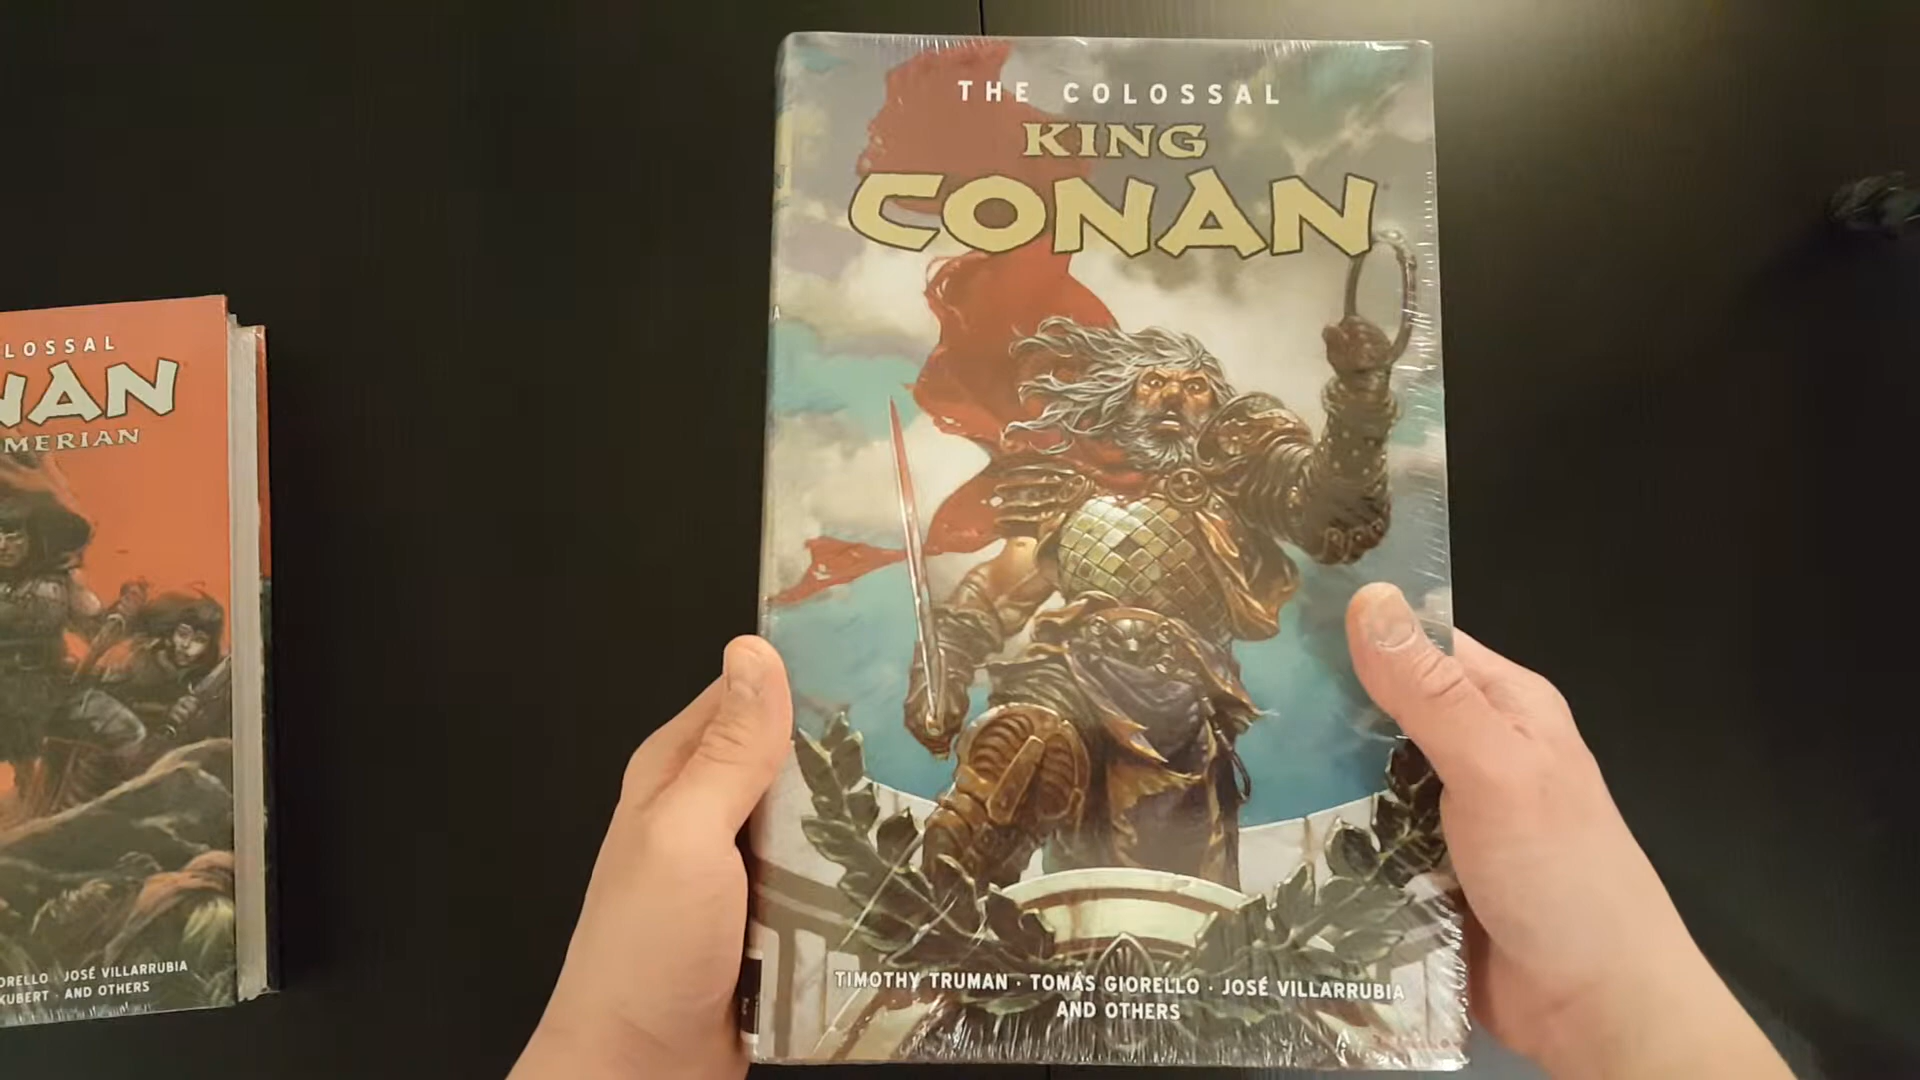 THE COLOSSAL
KING
CONAN
TIMOTHY TRUMAN · TOMÁS GIORELLO · JOSÉ VILLARRUBIA
AND OTHERS
LOSSAL
NAN
MERIAN
ORELLO · JOSÉ VILLARRUBIA
KUBERT · AND OTHERS